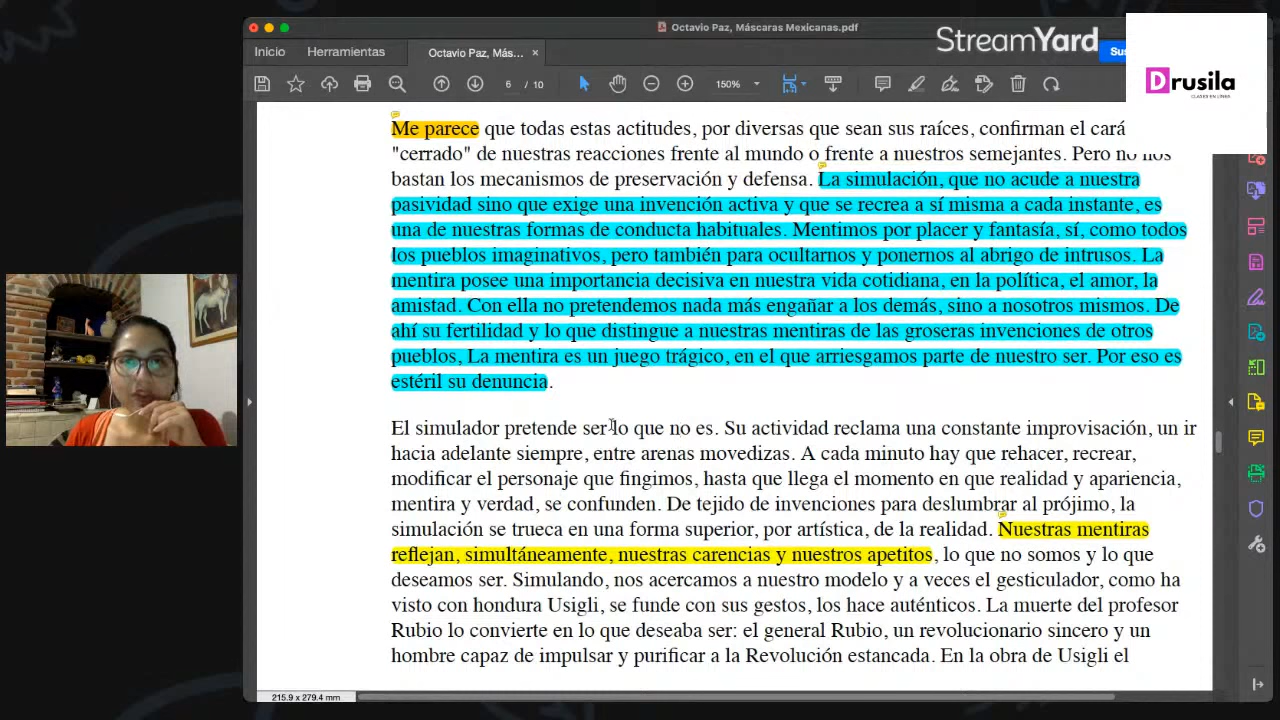 Octavio Paz, Máscaras Mexicanas.pdf
StreamYard
Inicio
Herramientas
Octavio Paz, Más...
×
Sus
Drusila
CLASES EN LÍNEA
6 / 10
150%
Me parece que todas estas actitudes, por diversas que sean sus raíces, confirman el cará
"cerrado" de nuestras reacciones frente al mundo o frente a nuestros semejantes. Pero no nos
bastan los mecanismos de preservación y defensa. La simulación, que no acude a nuestra
pasividad sino que exige una invención activa y que se recrea a sí misma a cada instante, es
una de nuestras formas de conducta habituales. Mentimos por placer y fantasía, sí, como todos
los pueblos imaginativos, pero también para ocultarnos y ponernos al abrigo de intrusos. La
mentira posee una importancia decisiva en nuestra vida cotidiana, en la política, el amor, la
amistad. Con ella no pretendemos nada más engañar a los demás, sino a nosotros mismos. De
ahí su fertilidad y lo que distingue a nuestras mentiras de las groseras invenciones de otros
pueblos, La mentira es un juego trágico, en el que arriesgamos parte de nuestro ser. Por eso es
estéril su denuncia.
El simulador pretende ser lo que no es. Su actividad reclama una constante improvisación, un ir
hacia adelante siempre, entre arenas movedizas. A cada minuto hay que rehacer, recrear,
modificar el personaje que fingimos, hasta que llega el momento en que realidad y apariencia,
mentira y verdad, se confunden. De tejido de invenciones para deslumbrar al prójimo, la
simulación se trueca en una forma superior, por artística, de la realidad. Nuestras mentiras
reflejan, simultáneamente, nuestras carencias y nuestros apetitos, lo que no somos y lo que
deseamos ser. Simulando, nos acercamos a nuestro modelo y a veces el gesticulador, como ha
visto con hondura Usigli, se funde con sus gestos, los hace auténticos. La muerte del profesor
Rubio lo convierte en lo que deseaba ser: el general Rubio, un revolucionario sincero y un
hombre capaz de impulsar y purificar a la Revolución estancada. En la obra de Usigli el
215.9 x 279.4 mm